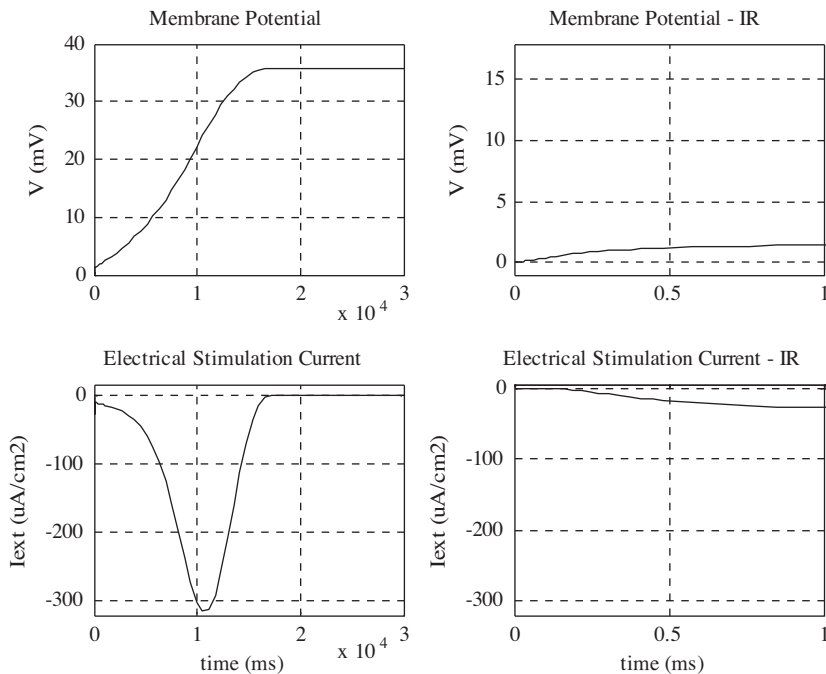 Membrane Potential
V (mV)
40
30
20
10
0
0
1
2
3
x 10 4
Membrane Potential - IR
V (mV)
15
10
5
0
0
0.5
1
Electrical Stimulation Current
Iext (uA/cm2)
0
-100
-200
-300
0
1
2
3
x 10 4
time (ms)
Electrical Stimulation Current - IR
Iext (uA/cm2)
0
-100
-200
-300
0
0.5
1
time (ms)